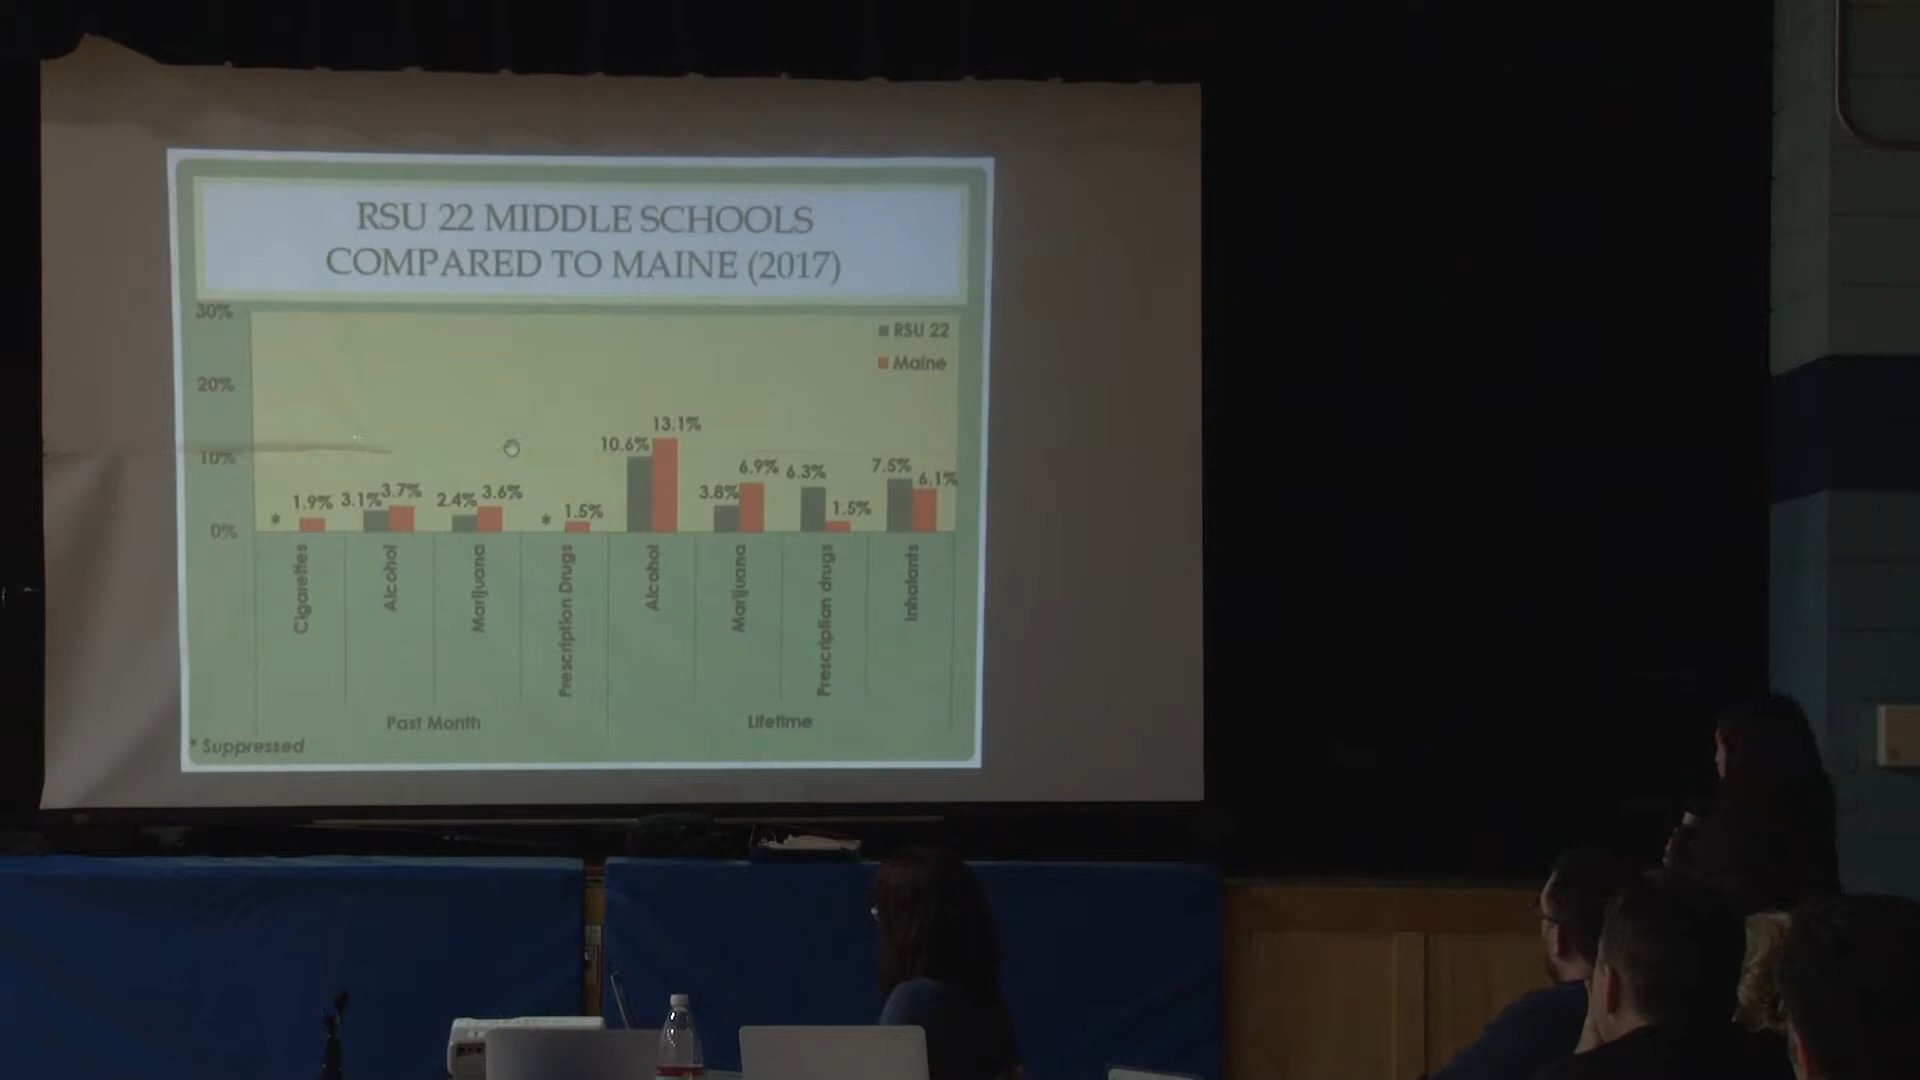 RSU 22 MIDDLE SCHOOLS
COMPARED TO MAINE (2017)
30%
20%
10%
0%
RSU 22
Maine
* 1.9% 3.1% 3.7% 2.4% 3.6% * 1.5% 10.6% 13.1% 3.8% 6.9% 6.3% 1.5% 7.5% 6.1%
Cigarettes
Alcohol
Marijuana
Prescription Drugs
Alcohol
Marijuana
Prescription drugs
Inhalants
Past Month
Lifetime
* Suppressed